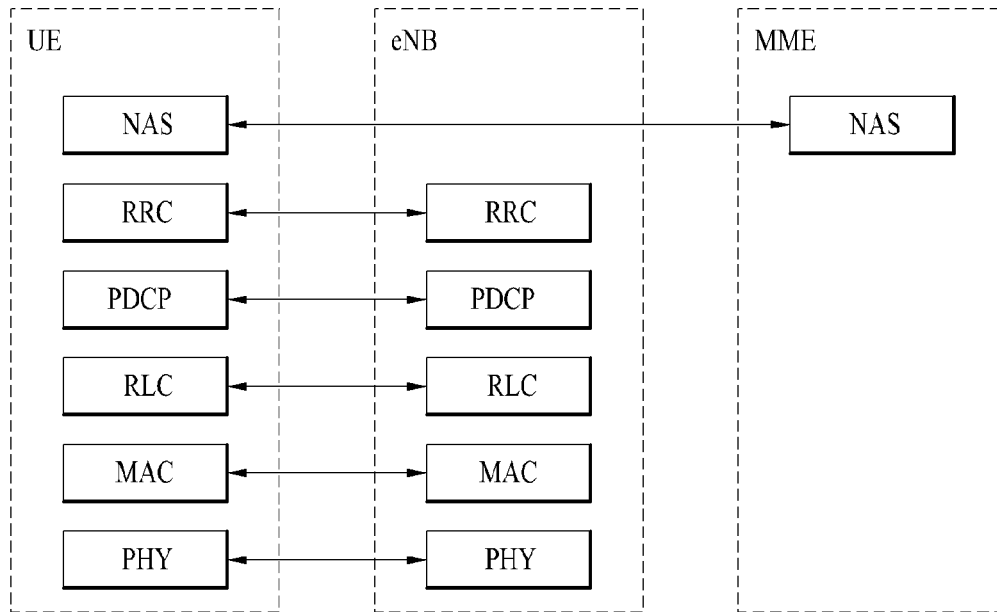 UE
eNB
MME
NAS
NAS
RRC
RRC
PDCP
PDCP
RLC
RLC
MAC
MAC
PHY
PHY